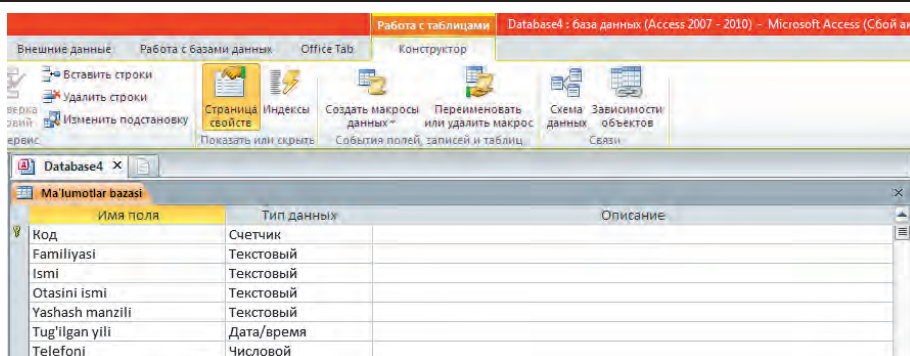 Работа с таблицами Database4 : база данных (Access 2007 - 2010) - Microsoft Access (Сбой ак
Внешние данные Работа с базами данных Office Tab Конструктор
Вставить строки
Удалить строки
Изменить подстановку
Страница свойств
Индексы
Создать макросы данных
Переименовать или удалить макрос
Схема данных
Зависимости объектов
Показать или скрыть События полей, записей и таблиц Связи
Database4
Ma'lumotlar bazasi
Имя поля Тип данных Описание
Код Счетчик
Familiyasi Текстовый
Ismi Текстовый
Otasini ismi Текстовый
Yashash manzili Текстовый
Tug'ilgan yili Дата/время
Telefoni Числовой